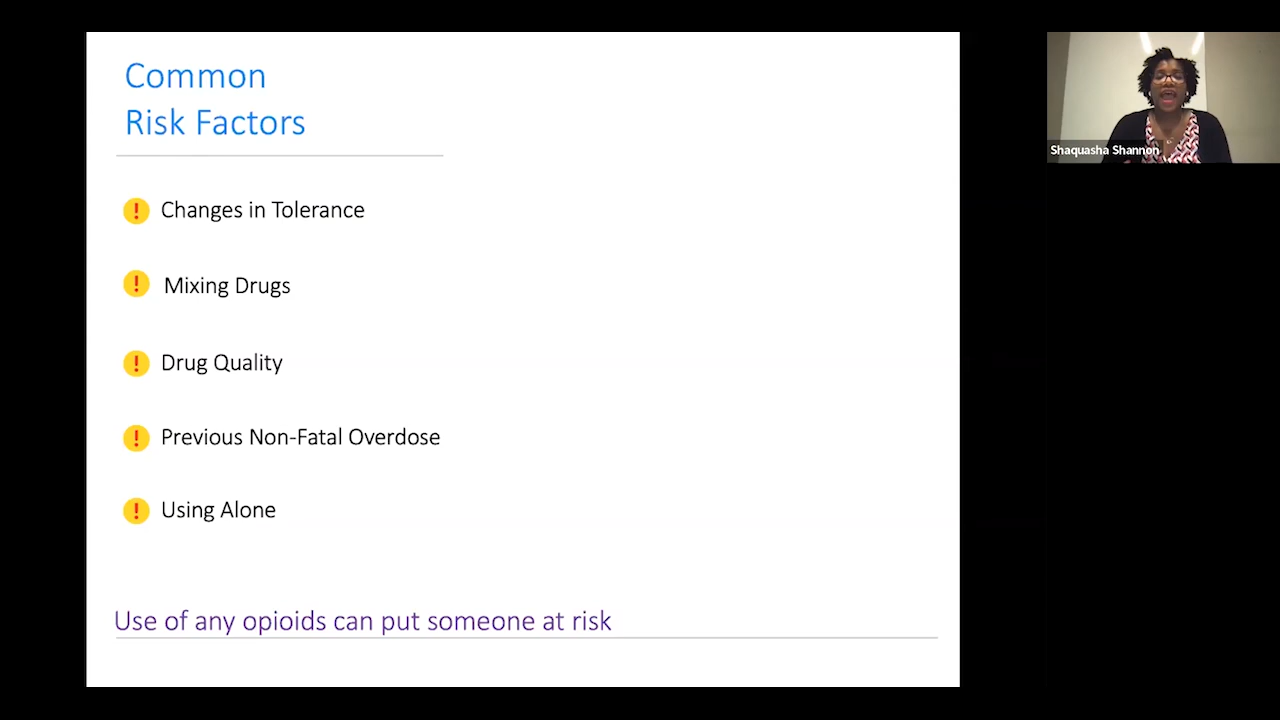 Common
Risk Factors
Changes in Tolerance
Mixing Drugs
Drug Quality
Previous Non-Fatal Overdose
Using Alone
Use of any opioids can put someone at risk
Shaquasha Shannon